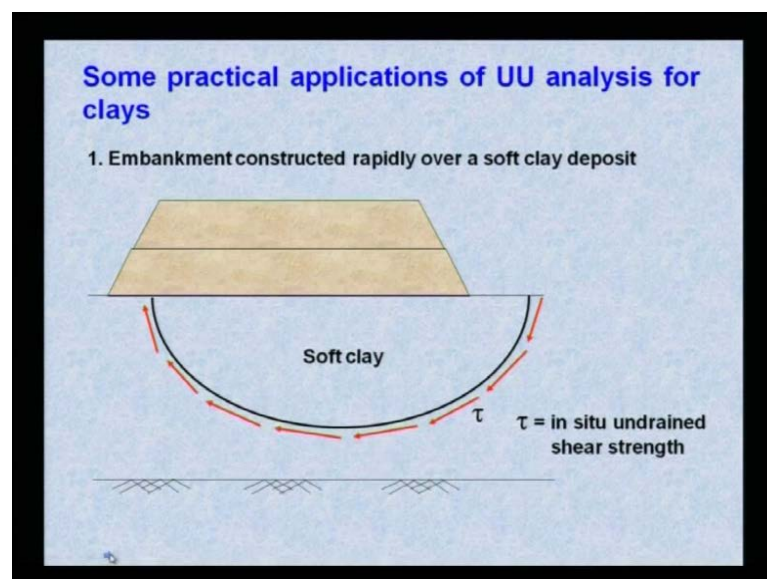 Some practical applications of UU analysis for
clays
1. Embankment constructed rapidly over a soft clay deposit
Soft clay
τ
τ = in situ undrained
shear strength